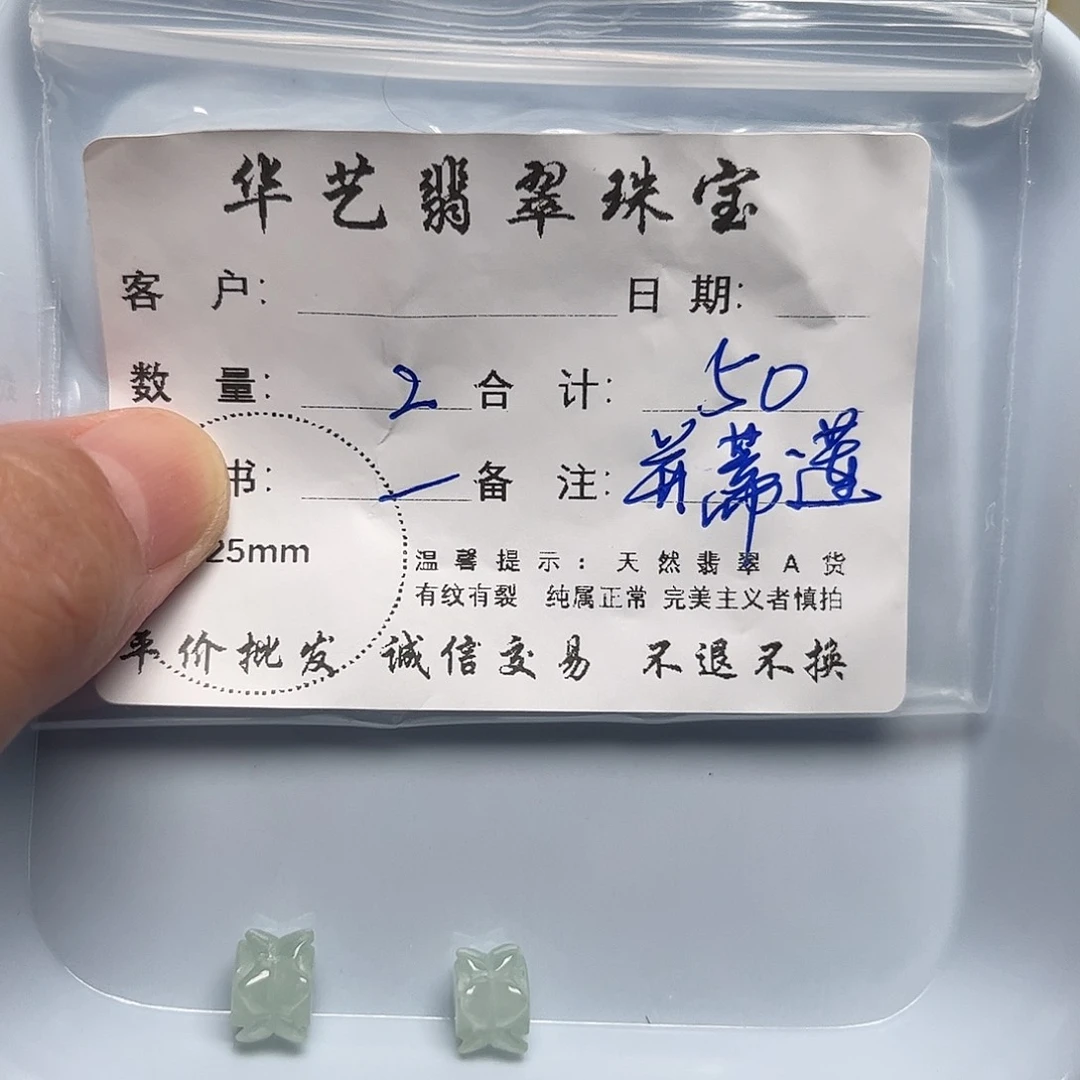 华艺翡翠珠宝
客户: 日期:
数量: 2 合计: 50
书: 一 备注: 并蒂莲
25mm
温馨提示:天然翡翠A货
有纹有裂 纯属正常 完美主义者慎拍
平价批发 诚信交易 不退不换